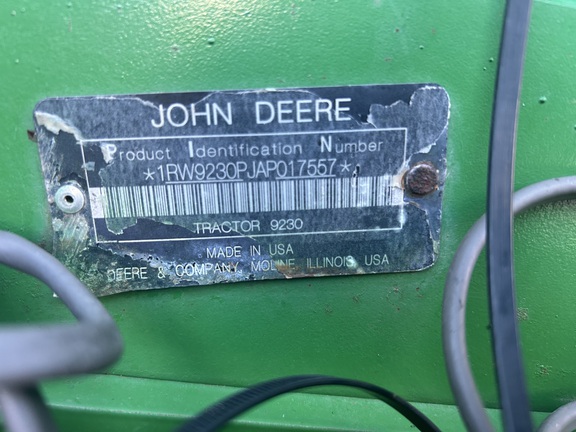 JOHN DEERE
Product Identification Number
*1RW9230PJAP017557*
TRACTOR 9230
MADE IN USA
DEERE & COMPANY MOLINE ILLINOIS USA